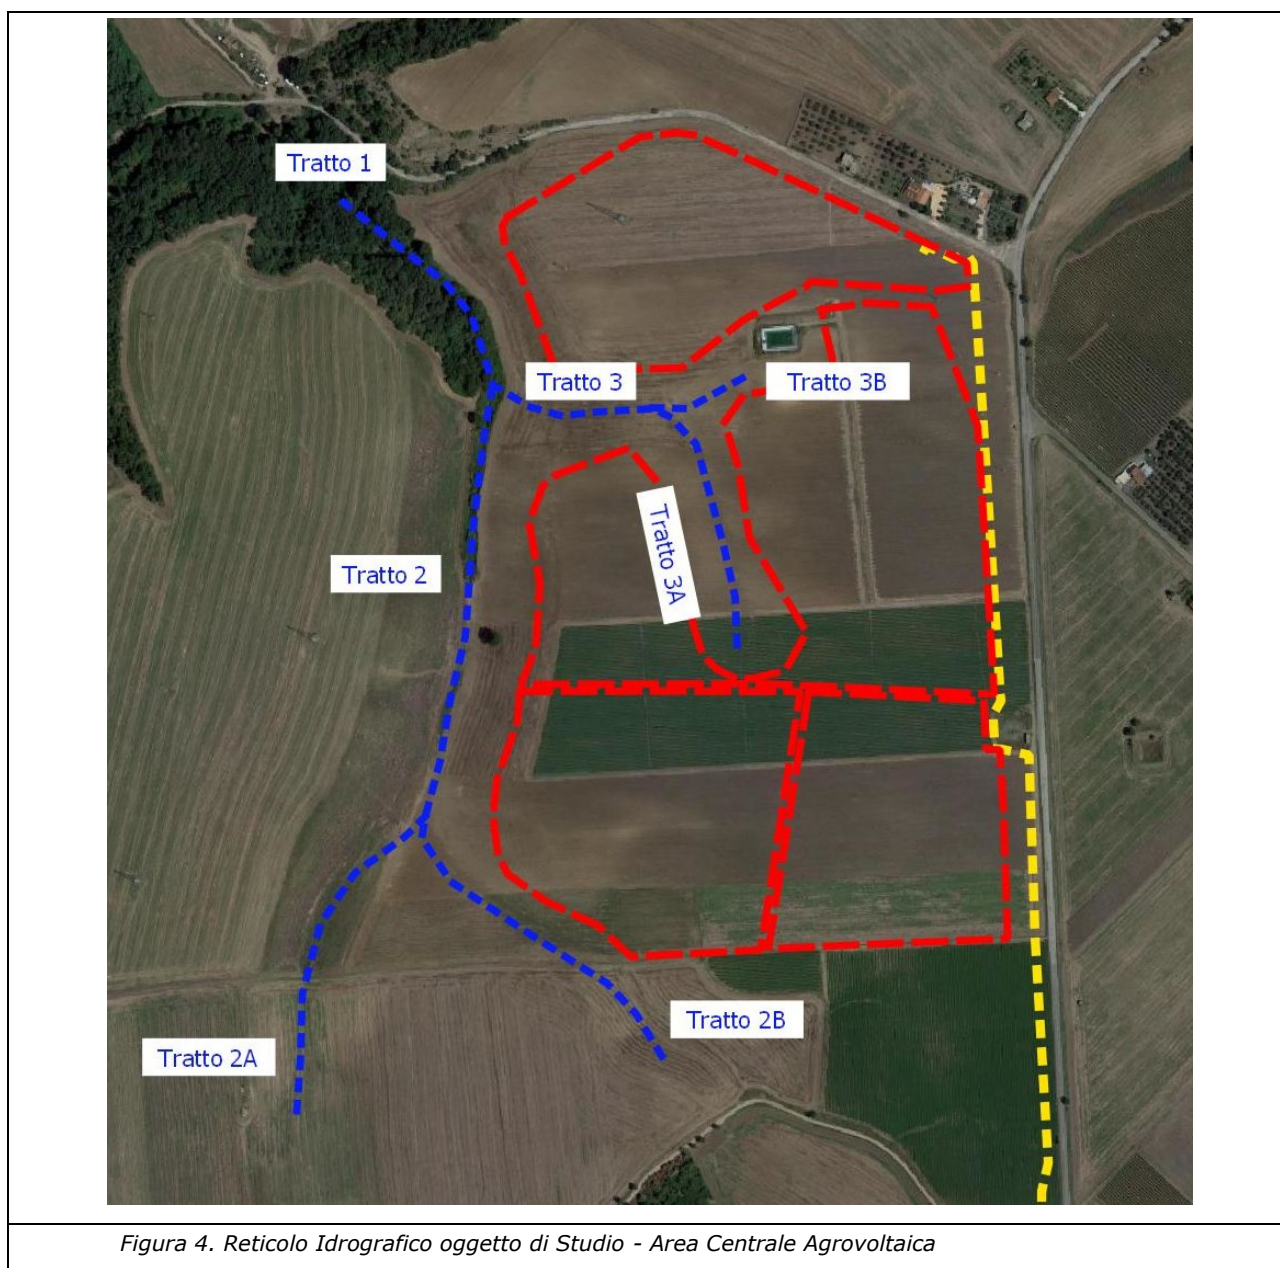 Tratto 1
Tratto 3
Tratto 3B
Tratto 3A
Tratto 2
Tratto 2B
Tratto 2A
Figura 4. Reticolo Idrografico oggetto di Studio - Area Centrale Agrovoltaica